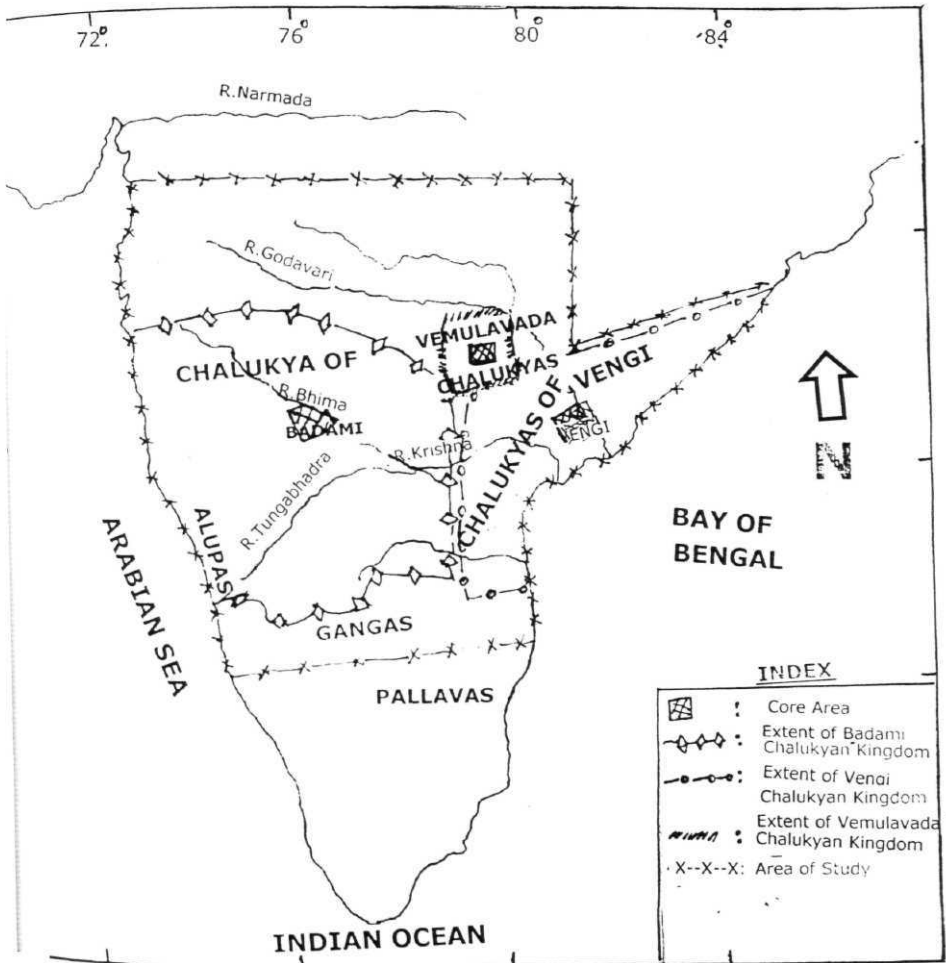 72°
76°
80°
84°
R.Narmada
R.Godavari
VEMULAVADA
CHALUKYAS
CHALUKYA OF
R.Bhima
BADAMI
CHALUKYAS OF VENGI
VENGI
R.Krishna
R.Tungabhadra
ALUPAS
ARABIAN SEA
GANGAS
PALLAVAS
BAY OF
BENGAL
N
INDIAN OCEAN
INDEX
: Core Area
: Extent of Badami
Chalukyan Kingdom
: Extent of Vengi
Chalukyan Kingdom
: Extent of Vemulavada
Chalukyan Kingdom
X--X--X: Area of Study